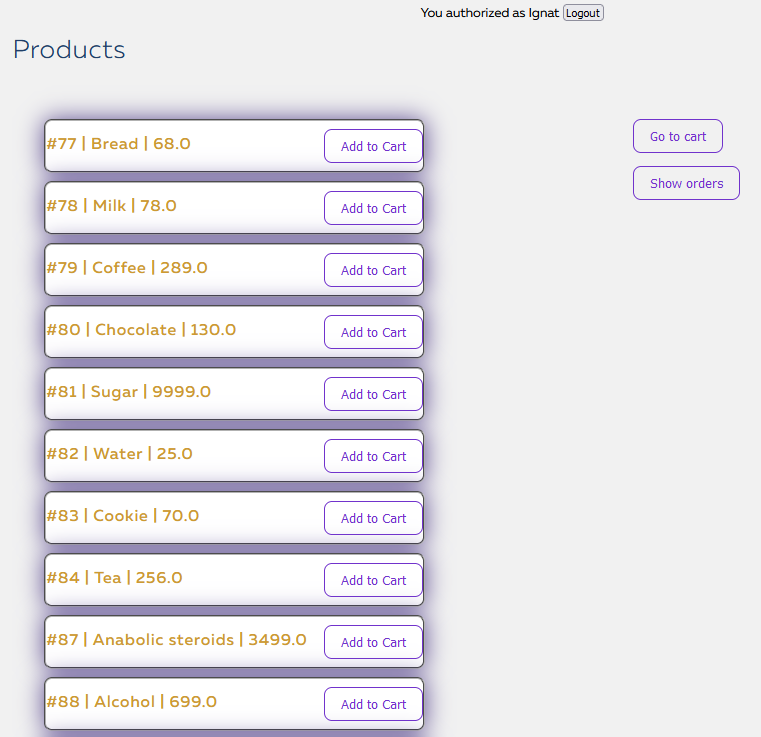 You authorized as Ignat Logout
Products
#77 | Bread | 68.0 Add to Cart
Go to cart
#78 | Milk | 78.0 Add to Cart
Show orders
#79 | Coffee | 289.0 Add to Cart
#80 | Chocolate | 130.0 Add to Cart
#81 | Sugar | 9999.0 Add to Cart
#82 | Water | 25.0 Add to Cart
#83 | Cookie | 70.0 Add to Cart
#84 | Tea | 256.0 Add to Cart
#87 | Anabolic steroids | 3499.0 Add to Cart
#88 | Alcohol | 699.0 Add to Cart